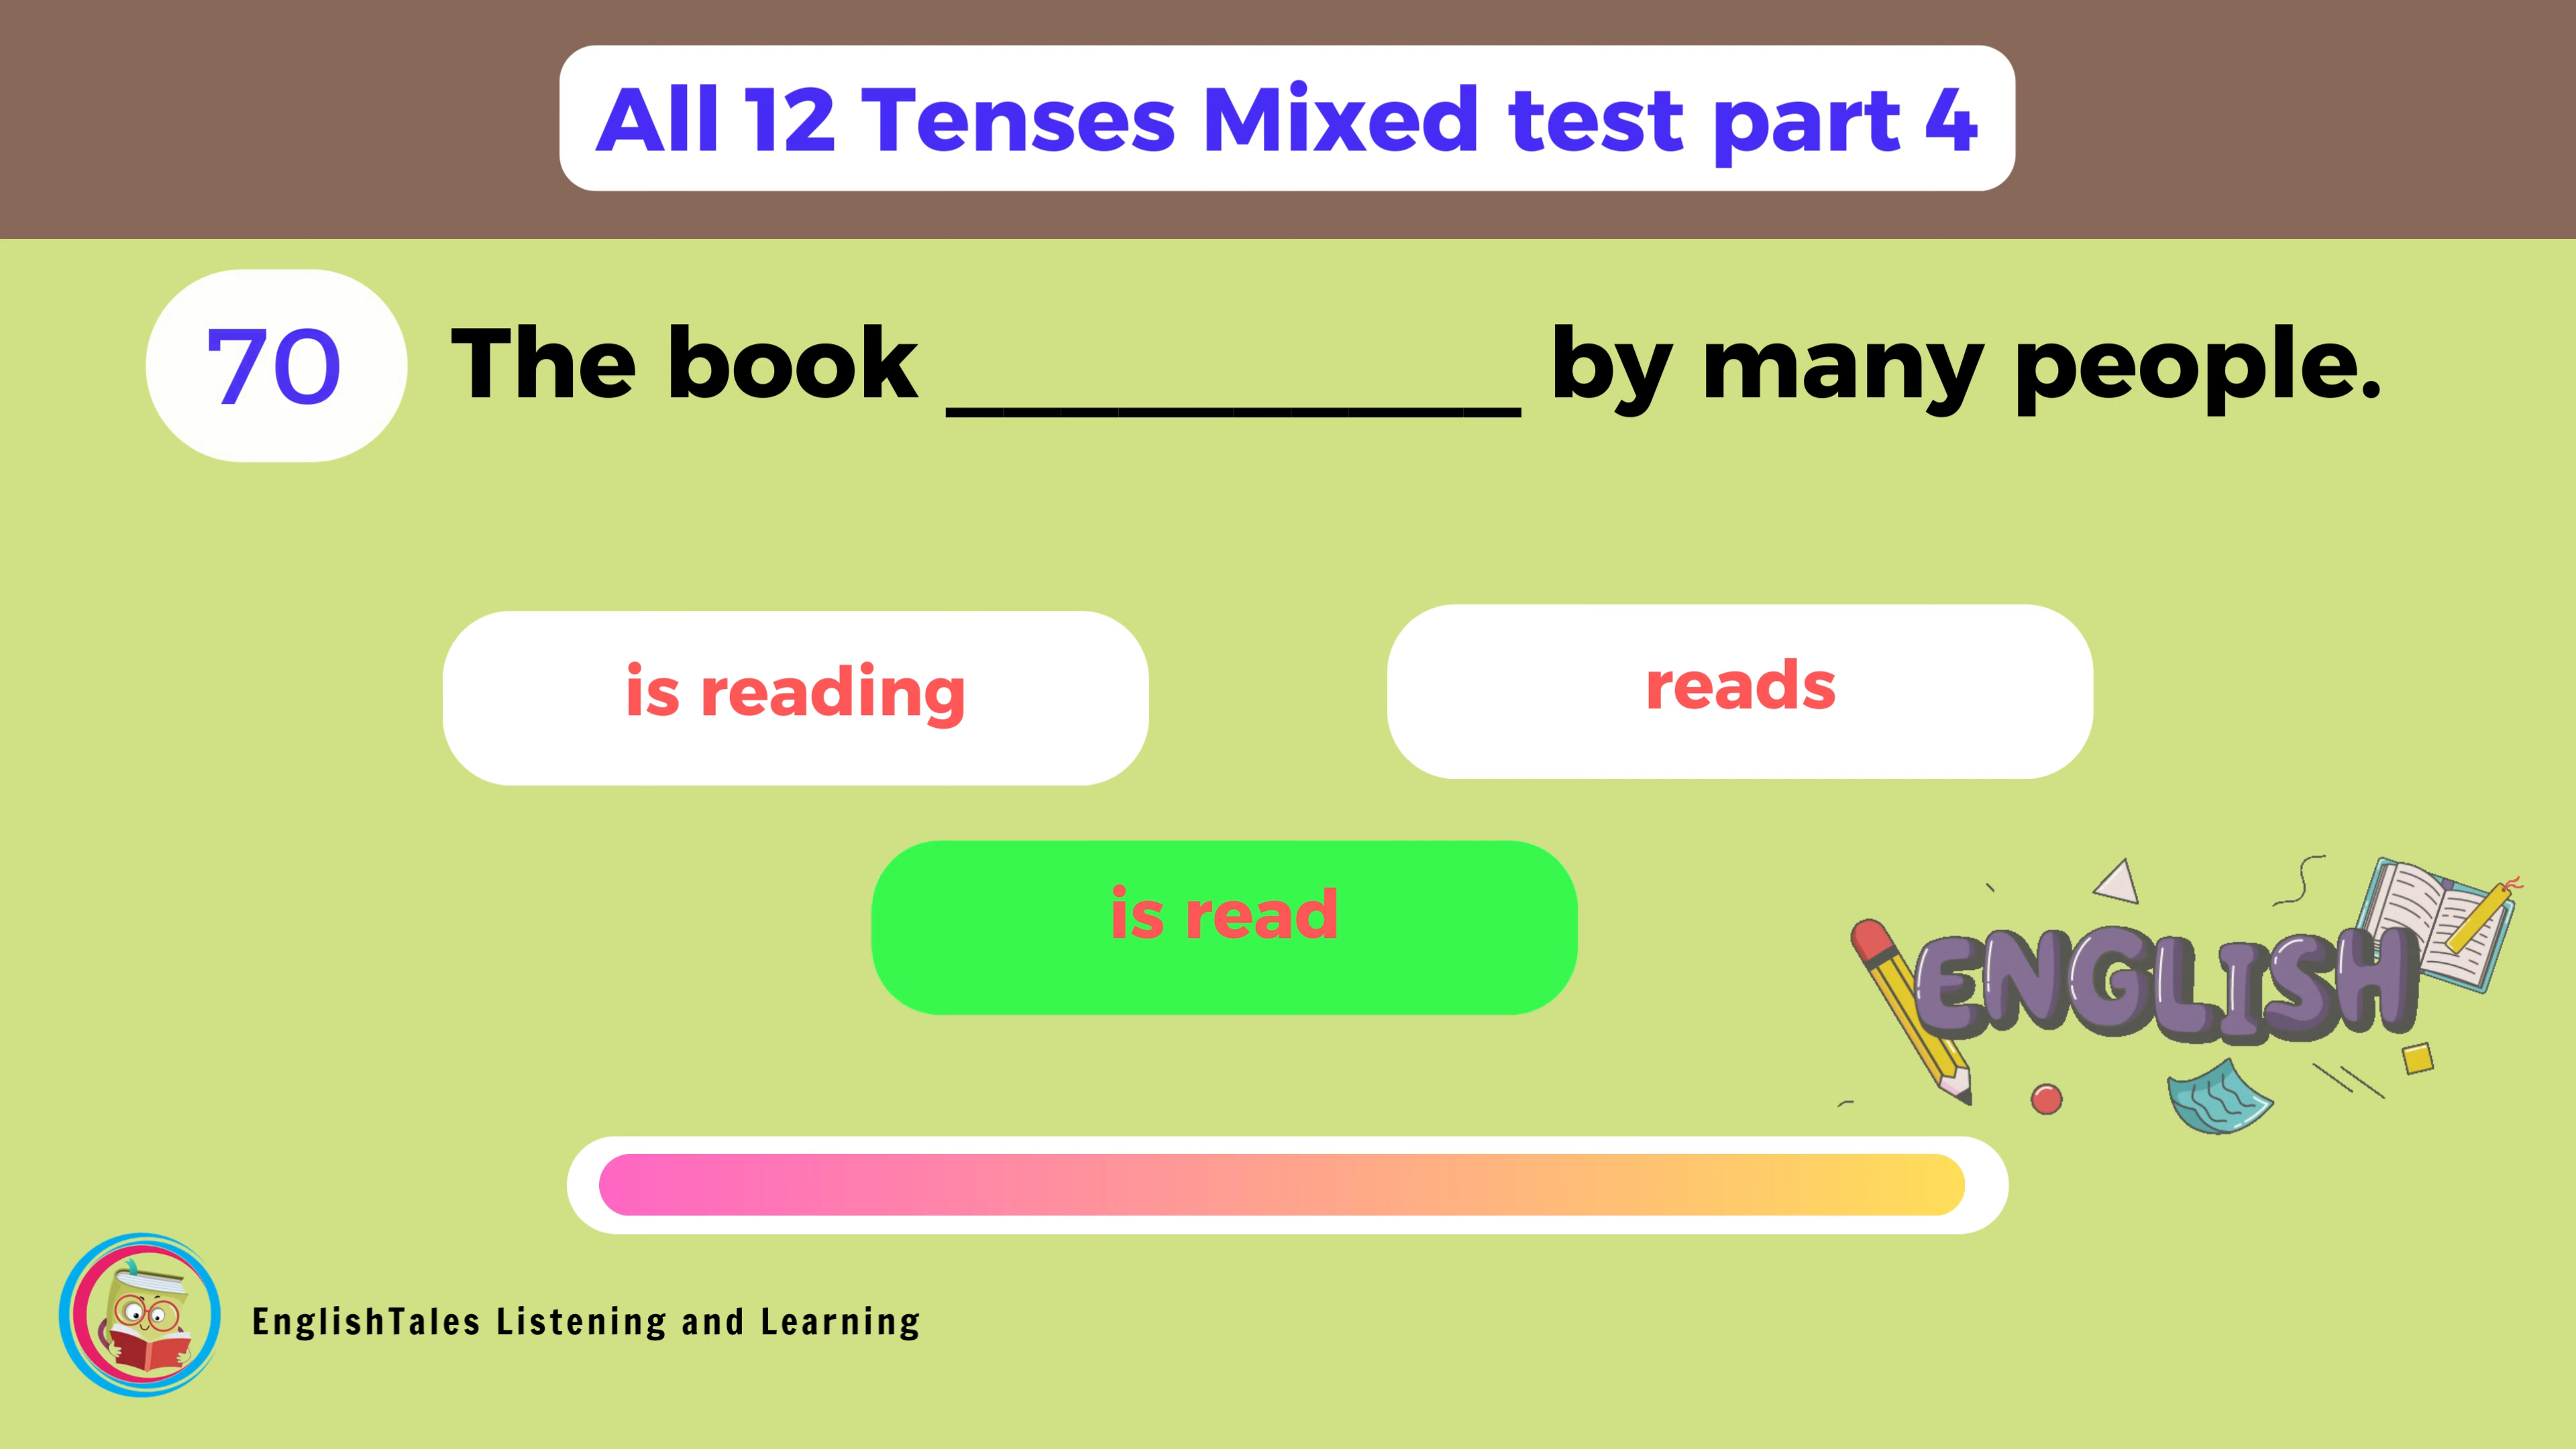 All 12 Tenses Mixed test part 4
70 The book __________ by many people.
is reading
reads
is read
ENGLISH
EnglishTales Listening and Learning